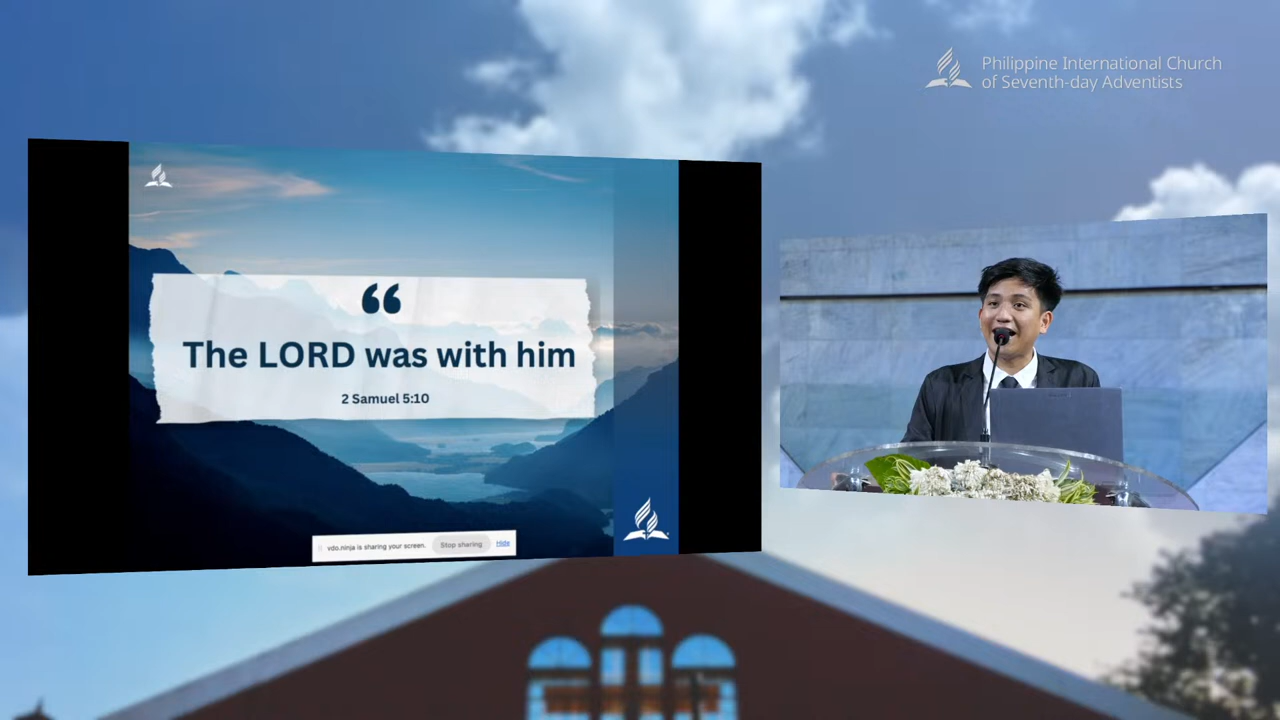 Philippine International Church
of Seventh-day Adventists
“
The LORD was with him
2 Samuel 5:10
vdo.ninja is sharing your screen. Stop sharing Hide